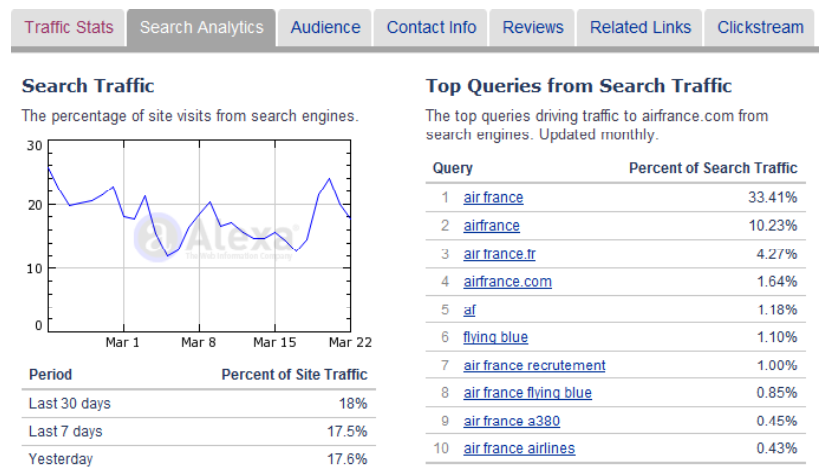 Traffic Stats Search Analytics Audience Contact Info Reviews Related Links Clickstream
Search Traffic
The percentage of site visits from search engines.
30
20
10
0
Alexa
The Web Information Company
Mar 1 Mar 8 Mar 15 Mar 22
Period Percent of Site Traffic
Last 30 days 18%
Last 7 days 17.5%
Yesterday 17.6%
Top Queries from Search Traffic
The top queries driving traffic to airfrance.com from
search engines. Updated monthly.
Query Percent of Search Traffic
1 air france 33.41%
2 airfrance 10.23%
3 air france.fr 4.27%
4 airfrance.com 1.64%
5 af 1.18%
6 flying blue 1.10%
7 air france recrutement 1.00%
8 air france flying blue 0.85%
9 air france a380 0.45%
10 air france airlines 0.43%